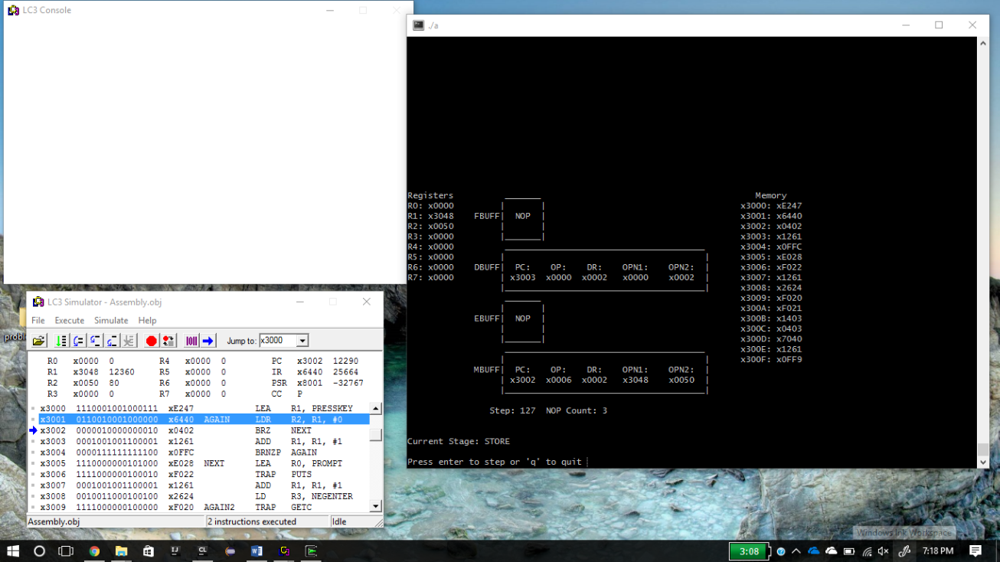 LC3 Console
./a
Registers
R0: x0000
R1: x3048
R2: x0050
R3: x0000
R4: x0000
R5: x0000
R6: x0000
R7: x0000
FBUFF NOP
DBUFF PC: OP: DR: OPN1: OPN2:
x3003 x0000 x0002 x0000 x0002
EBUFF NOP
MBUFF PC: OP: DR: OPN1: OPN2:
x3002 x0006 x0002 x3048 x0050
Memory
x3000: xE247
x3001: x6440
x3002: x0402
x3003: x1261
x3004: x0FFC
x3005: xE028
x3006: xF022
x3007: x1261
x3008: x2624
x3009: xF020
x300A: xF021
x300B: x1403
x300C: x0403
x300D: x7040
x300E: x1261
x300F: x0FF9
Step: 127 NOP Count: 3
Current Stage: STORE
Press enter to step or 'q' to quit
LC3 Simulator - Assembly.obj
File Execute Simulate Help
Jump to: x3000
R0 x0000 0 R4 x0000 0 PC x3002 12290
R1 x3048 12360 R5 x0000 0 IR x6440 25664
R2 x0050 80 R6 x0000 0 PSR x8001 -32767
R3 x0000 0 R7 x0000 0 CC P
x3000 1110001001000111 xE247 LEA R1, PRESSKEY
x3001 0110010001000000 x6440 AGAIN LDR R2, R1, #0
x3002 0000010000000010 x0402 BRZ NEXT
x3003 0001001001100001 x1261 ADD R1, R1, #1
x3004 0000111111111100 x0FFC BRNZP AGAIN
x3005 1110000000101000 xE028 NEXT LEA R0, PROMPT
x3006 1111000000100010 xF022 TRAP PUTS
x3007 0001001001100001 x1261 ADD R1, R1, #1
x3008 0010011000100100 x2624 LD R3, NEGENTER
x3009 1111000000100000 xF020 AGAIN2 TRAP GETC
Assembly.obj 2 instructions executed Idle
Windows Ink Workspace
IJ CL
3:08 7:18 PM